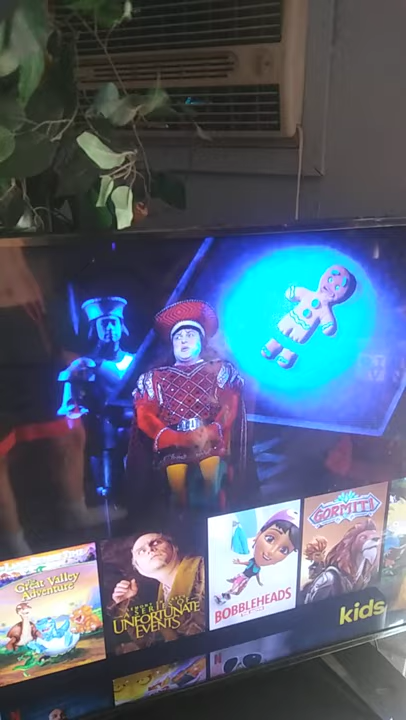 The
Great Valley
Adventure
UNFORTUNATE
EVENTS
BOBBLEHEADS
GORMITI
kids